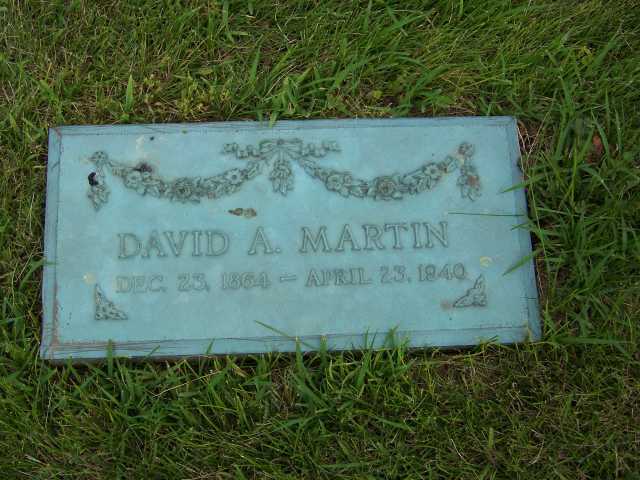 DAVID A. MARTIN
DEC. 23, 1864 – APRIL 23, 1940